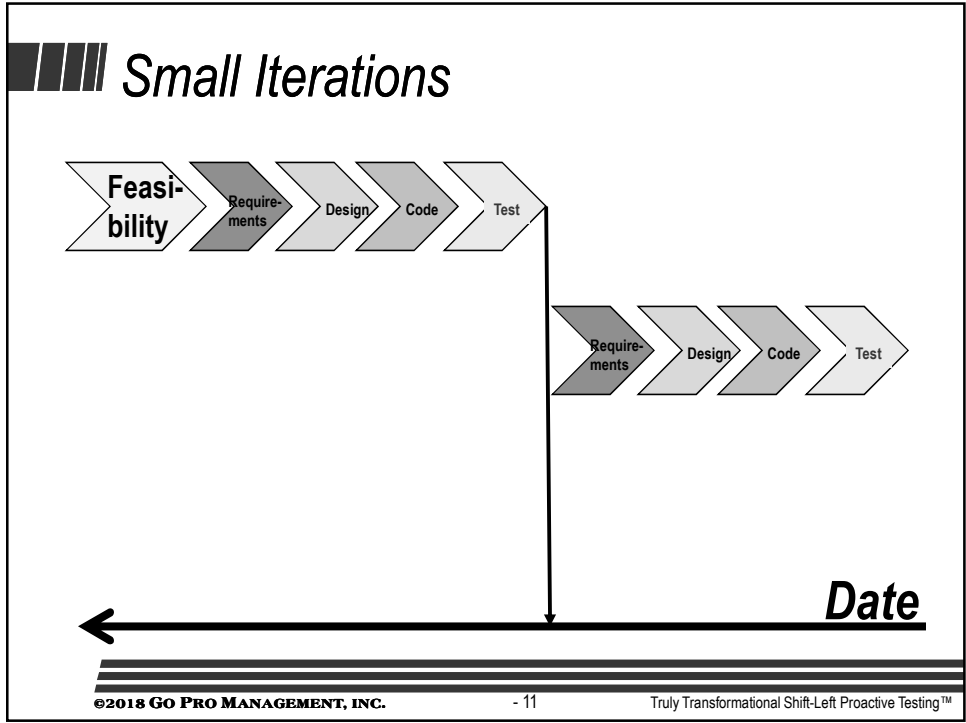 Small Iterations
Feasi-
bility
Require-
ments
Design
Code
Test
Require-
ments
Design
Code
Test
Date
©2018 GO PRO MANAGEMENT, INC.
- 11
Truly Transformational Shift-Left Proactive Testing™